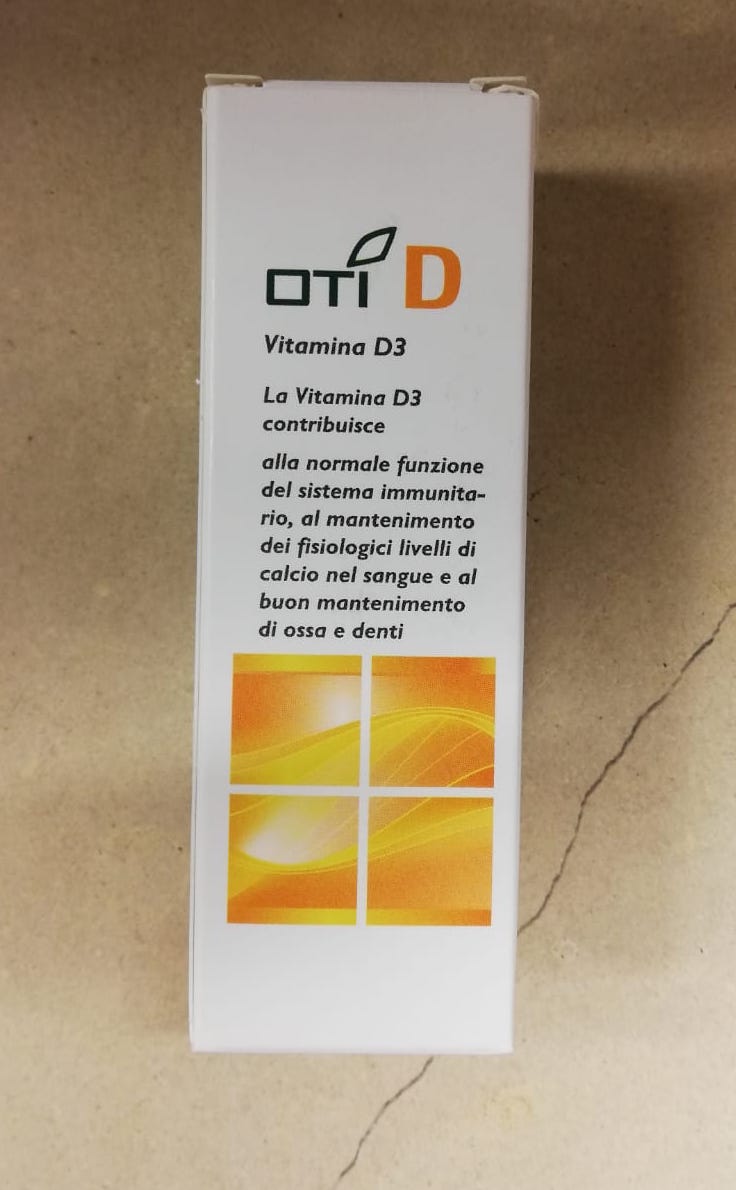 OTI D
Vitamina D3
La Vitamina D3
contribuisce
alla normale funzione
del sistema immunita-
rio, al mantenimento
dei fisiologici livelli di
calcio nel sangue e al
buon mantenimento
di ossa e denti